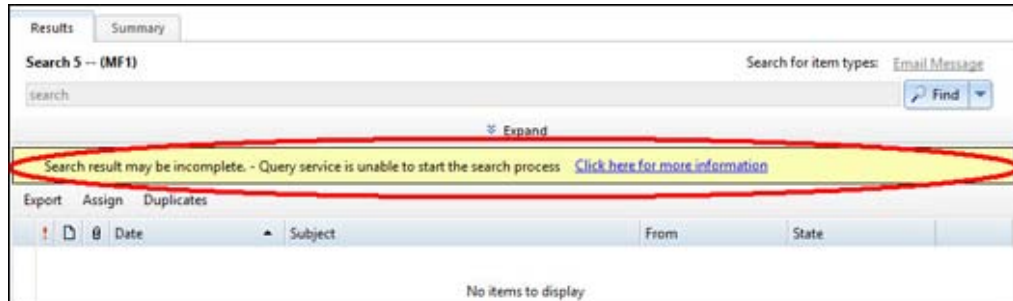 Results Summary
Search 5 -- (MF1) Search for item types: Email Message
search Find
Expand
Search result may be incomplete. - Query service is unable to start the search process Click here for more information
Export Assign Duplicates
! Date Subject From State
No items to display